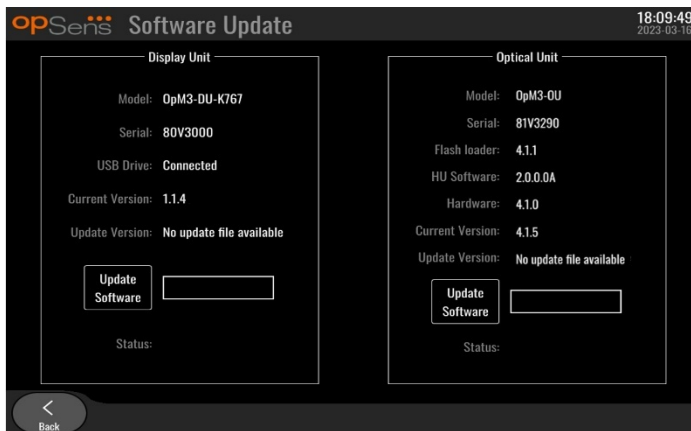 opSens Software Update
18:09:49
2023-03-16
Display Unit
Model: OpM3-DU-K767
Serial: 80V3000
USB Drive: Connected
Current Version: 1.1.4
Update Version: No update file available
Update
Software
Status:
Optical Unit
Model: OpM3-OU
Serial: 81V3290
Flash loader: 4.1.1
HU Software: 2.0.0.0A
Hardware: 4.1.0
Current Version: 4.1.5
Update Version: No update file available
Update
Software
Status:
Back